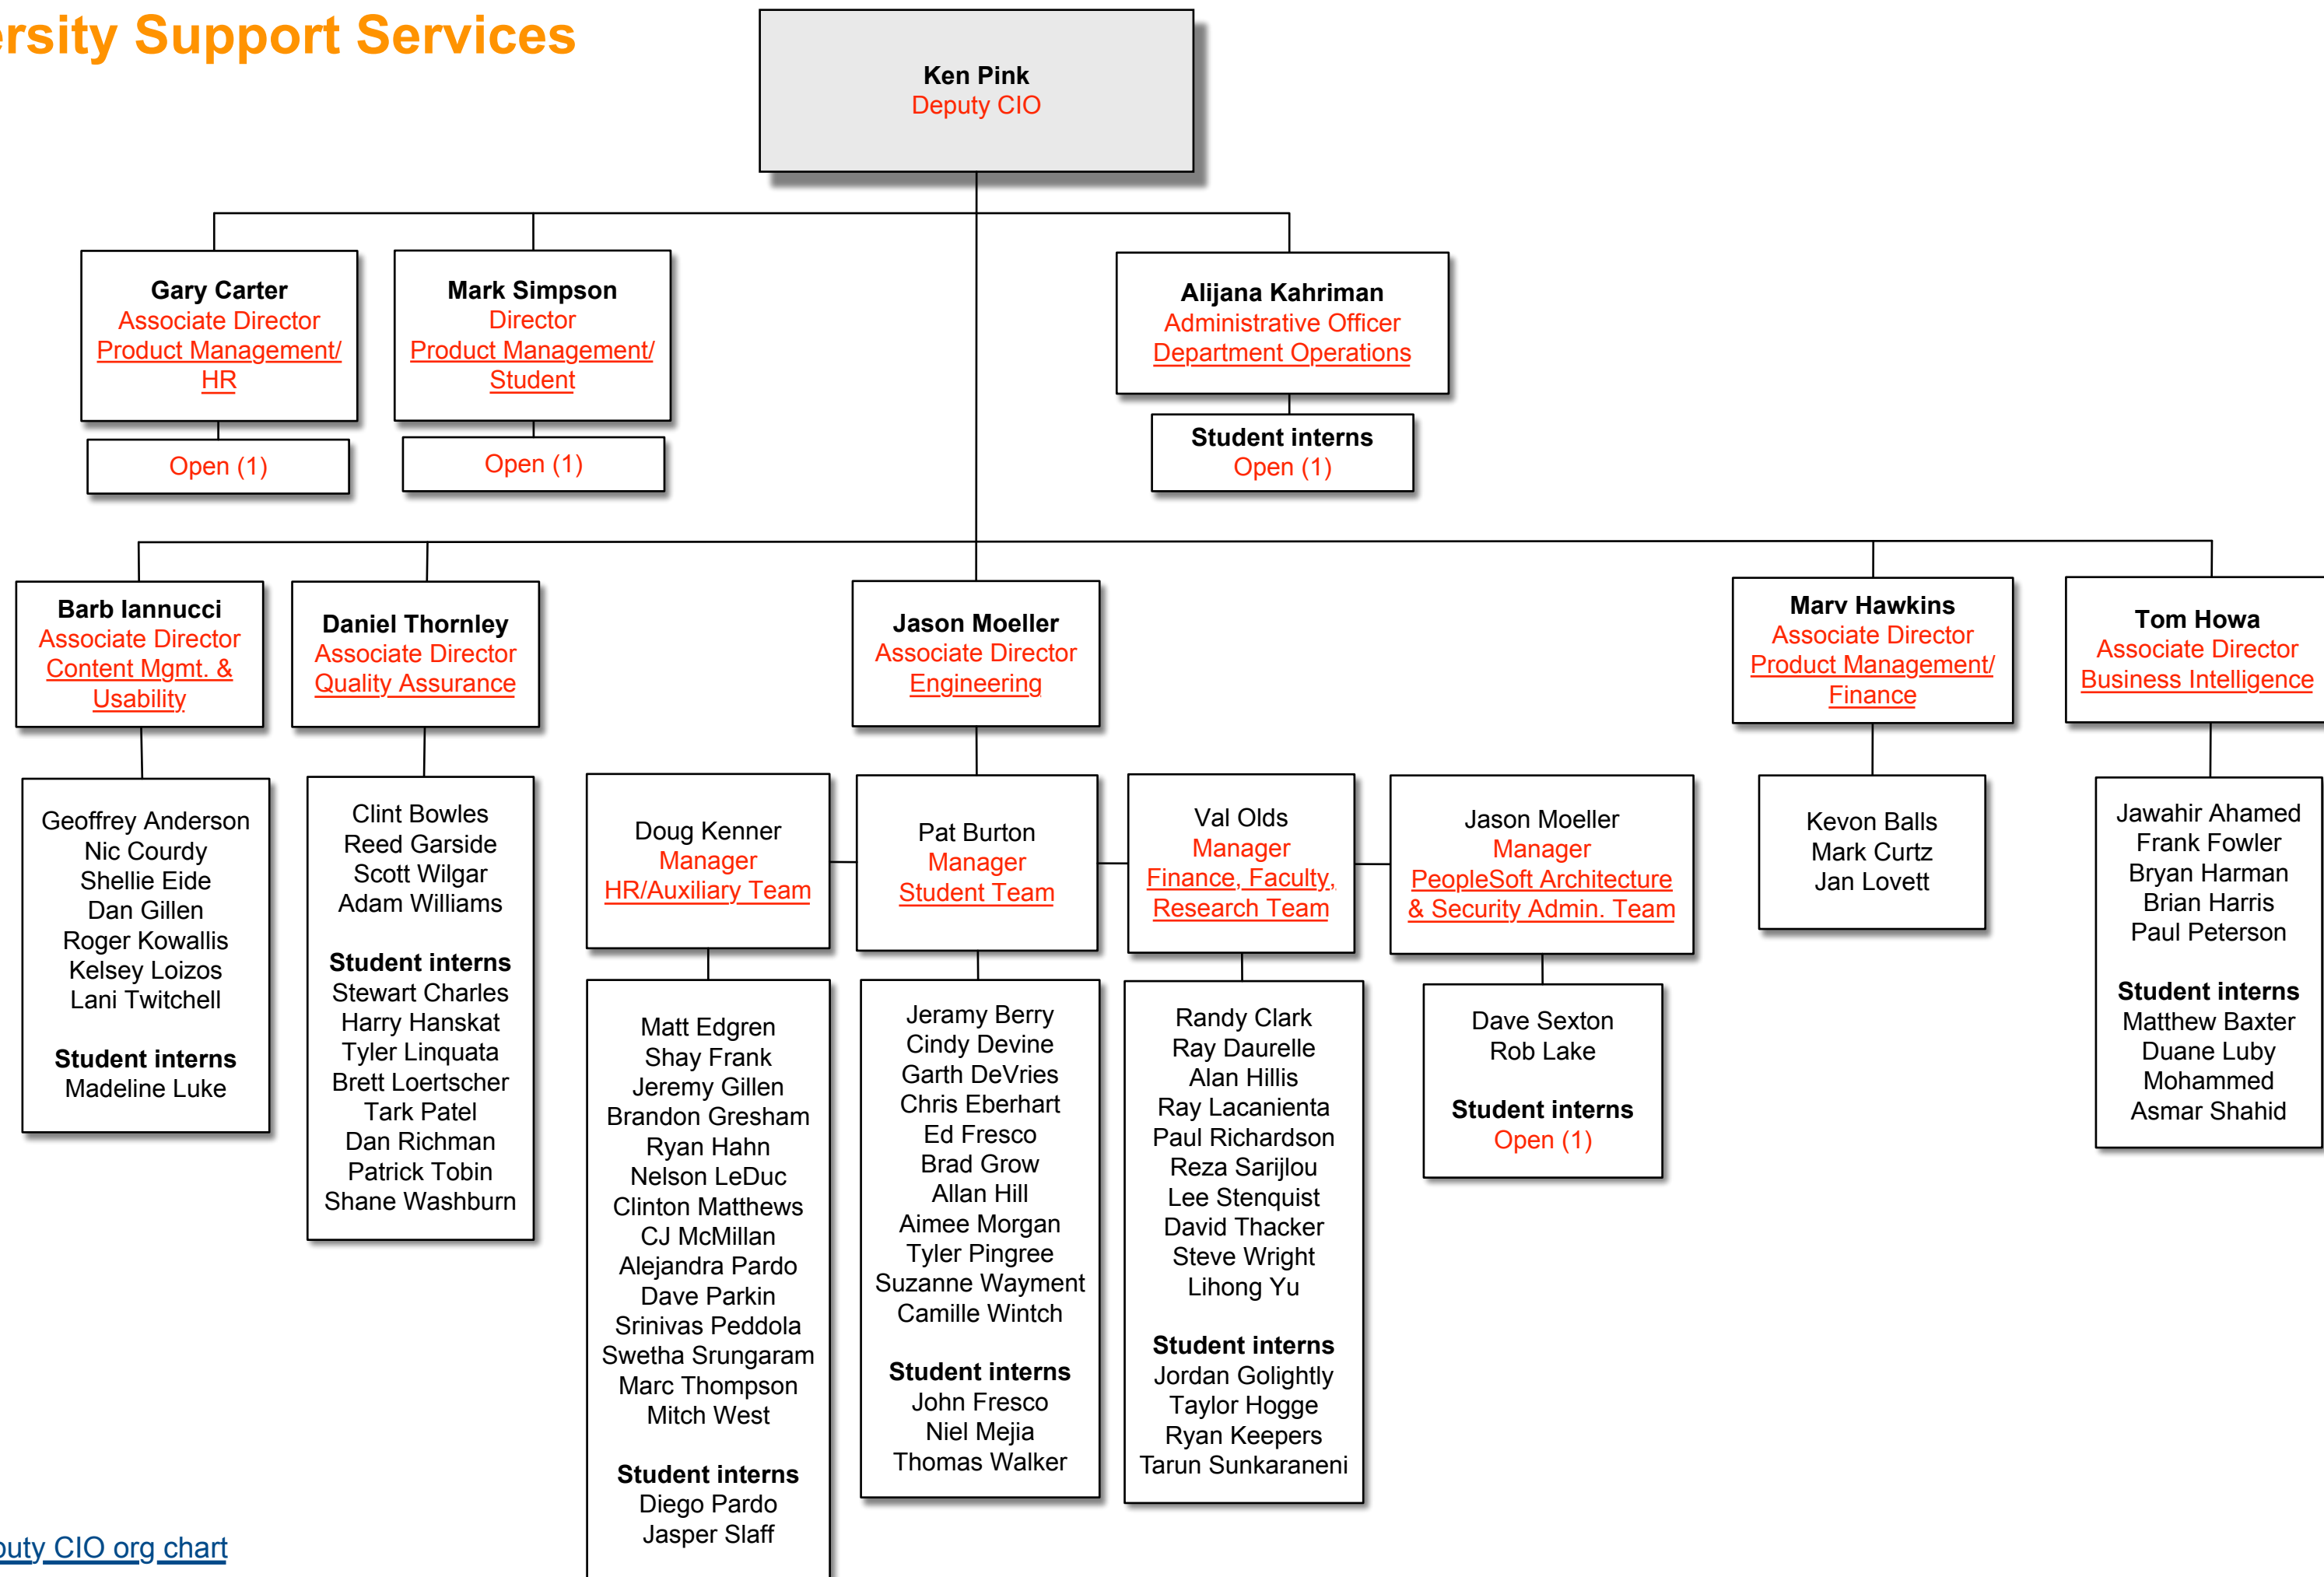 ersity Support Services
Ken Pink
Deputy CIO
Gary Carter
Associate Director
Product Management/
HR
Open (1)
Mark Simpson
Director
Product Management/
Student
Open (1)
Alijana Kahriman
Administrative Officer
Department Operations
Student interns
Open (1)
Barb Iannucci
Associate Director
Content Mgmt. &
Usability
Geoffrey Anderson
Nic Courdy
Shellie Eide
Dan Gillen
Roger Kowallis
Kelsey Loizos
Lani Twitchell
Student interns
Madeline Luke
Daniel Thornley
Associate Director
Quality Assurance
Clint Bowles
Reed Garside
Scott Wilgar
Adam Williams
Student interns
Stewart Charles
Harry Hanskat
Tyler Linquata
Brett Loertscher
Tark Patel
Dan Richman
Patrick Tobin
Shane Washburn
Jason Moeller
Associate Director
Engineering
Doug Kenner
Manager
HR/Auxiliary Team
Matt Edgren
Shay Frank
Jeremy Gillen
Brandon Gresham
Ryan Hahn
Nelson LeDuc
Clinton Matthews
CJ McMillan
Alejandra Pardo
Dave Parkin
Srinivas Peddola
Swetha Srungaram
Marc Thompson
Mitch West
Student interns
Diego Pardo
Jasper Slaff
Pat Burton
Manager
Student Team
Jeramy Berry
Cindy Devine
Garth DeVries
Chris Eberhart
Ed Fresco
Brad Grow
Allan Hill
Aimee Morgan
Tyler Pingree
Suzanne Wayment
Camille Wintch
Student interns
John Fresco
Niel Mejia
Thomas Walker
Val Olds
Manager
Finance, Faculty,
Research Team
Randy Clark
Ray Daurelle
Alan Hillis
Ray Lacanienta
Paul Richardson
Reza Sarijlou
Lee Stenquist
David Thacker
Steve Wright
Lihong Yu
Student interns
Jordan Golightly
Taylor Hogge
Ryan Keepers
Tarun Sunkaraneni
Jason Moeller
Manager
PeopleSoft Architecture
& Security Admin. Team
Dave Sexton
Rob Lake
Student interns
Open (1)
Marv Hawkins
Associate Director
Product Management/
Finance
Kevon Balls
Mark Curtz
Jan Lovett
Tom Howa
Associate Director
Business Intelligence
Jawahir Ahamed
Frank Fowler
Bryan Harman
Brian Harris
Paul Peterson
Student interns
Matthew Baxter
Duane Luby
Mohammed
Asmar Shahid
puty CIO org chart